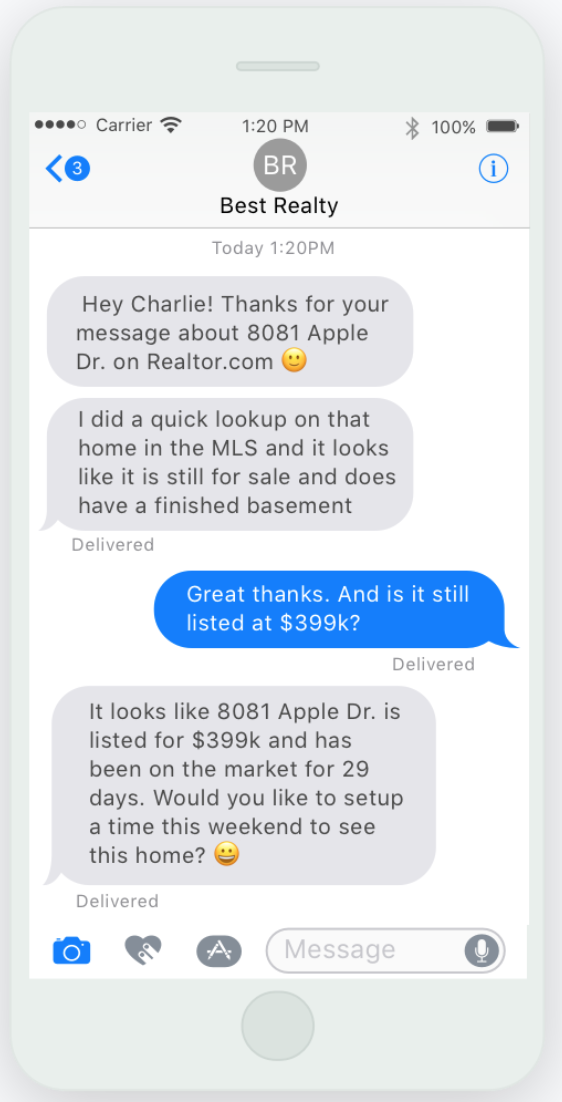 Carrier 1:20 PM 100%
3
BR
Best Realty
Today 1:20PM
Hey Charlie! Thanks for your
message about 8081 Apple
Dr. on Realtor.com 🙂
I did a quick lookup on that
home in the MLS and it looks
like it is still for sale and does
have a finished basement
Delivered
Great thanks. And is it still
listed at $399k?
Delivered
It looks like 8081 Apple Dr. is
listed for $399k and has
been on the market for 29
days. Would you like to setup
a time this weekend to see
this home? 😀
Delivered
Message